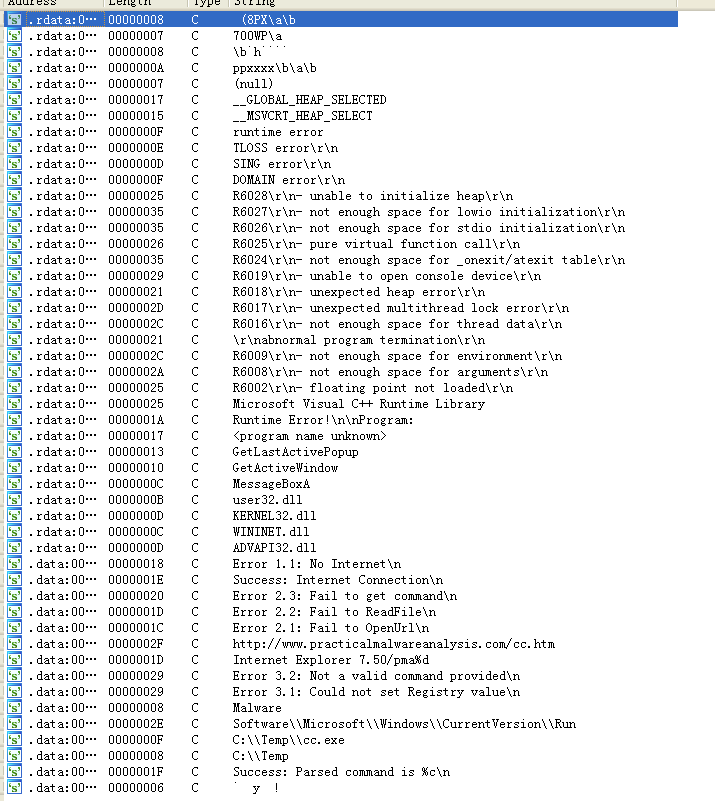 Address Length Type String
.rdata:0… 00000008 C (8PX\a\b
.rdata:0… 00000007 C 700WP\a
.rdata:0… 00000008 C \b`h````
.rdata:0… 0000000A C ppxxxx\b\a\b
.rdata:0… 00000007 C (null)
.rdata:0… 00000017 C __GLOBAL_HEAP_SELECTED
.rdata:0… 00000015 C __MSVCRT_HEAP_SELECT
.rdata:0… 0000000F C runtime error
.rdata:0… 0000000E C TLOSS error\r\n
.rdata:0… 0000000D C SING error\r\n
.rdata:0… 0000000F C DOMAIN error\r\n
.rdata:0… 00000025 C R6028\r\n- unable to initialize heap\r\n
.rdata:0… 00000035 C R6027\r\n- not enough space for lowio initialization\r\n
.rdata:0… 00000035 C R6026\r\n- not enough space for stdio initialization\r\n
.rdata:0… 00000026 C R6025\r\n- pure virtual function call\r\n
.rdata:0… 00000035 C R6024\r\n- not enough space for _onexit/atexit table\r\n
.rdata:0… 00000029 C R6019\r\n- unable to open console device\r\n
.rdata:0… 00000021 C R6018\r\n- unexpected heap error\r\n
.rdata:0… 0000002D C R6017\r\n- unexpected multithread lock error\r\n
.rdata:0… 0000002C C R6016\r\n- not enough space for thread data\r\n
.rdata:0… 00000021 C \r\nabnormal program termination\r\n
.rdata:0… 0000002C C R6009\r\n- not enough space for environment\r\n
.rdata:0… 0000002A C R6008\r\n- not enough space for arguments\r\n
.rdata:0… 00000025 C R6002\r\n- floating point not loaded\r\n
.rdata:0… 00000025 C Microsoft Visual C++ Runtime Library
.rdata:0… 0000001A C Runtime Error!\n\nProgram:
.rdata:0… 00000017 C <program name unknown>
.rdata:0… 00000013 C GetLastActivePopup
.rdata:0… 00000010 C GetActiveWindow
.rdata:0… 0000000C C MessageBoxA
.rdata:0… 0000000B C user32.dll
.rdata:0… 0000000D C KERNEL32.dll
.rdata:0… 0000000C C WININET.dll
.rdata:0… 0000000D C ADVAPI32.dll
.data:00… 00000018 C Error 1.1: No Internet\n
.data:00… 0000001E C Success: Internet Connection\n
.data:00… 00000020 C Error 2.3: Fail to get command\n
.data:00… 0000001D C Error 2.2: Fail to ReadFile\n
.data:00… 0000001C C Error 2.1: Fail to OpenUrl\n
.data:00… 0000002F C http://www.practicalmalwareanalysis.com/cc.htm
.data:00… 0000001D C Internet Explorer 7.50/pma%d
.data:00… 00000029 C Error 3.2: Not a valid command provided\n
.data:00… 00000029 C Error 3.1: Could not set Registry value\n
.data:00… 00000008 C Malware
.data:00… 0000002E C Software\\Microsoft\\Windows\\CurrentVersion\\Run
.data:00… 0000000F C C:\\Temp\\cc.exe
.data:00… 00000008 C C:\\Temp
.data:00… 0000001F C Success: Parsed command is %c\n
.data:00… 00000006 C ` y !